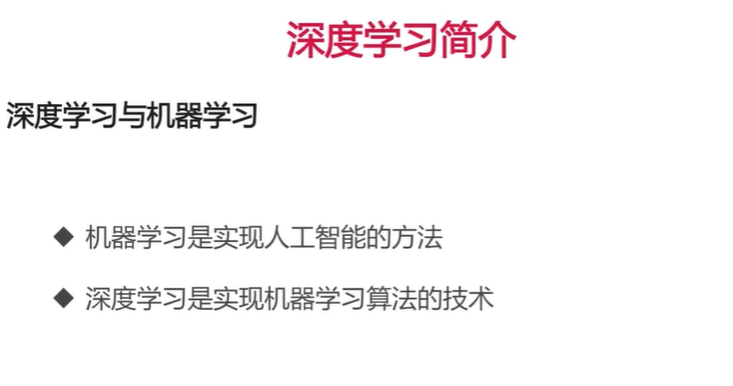 深度学习简介
深度学习与机器学习
◆ 机器学习是实现人工智能的方法
◆ 深度学习是实现机器学习算法的技术